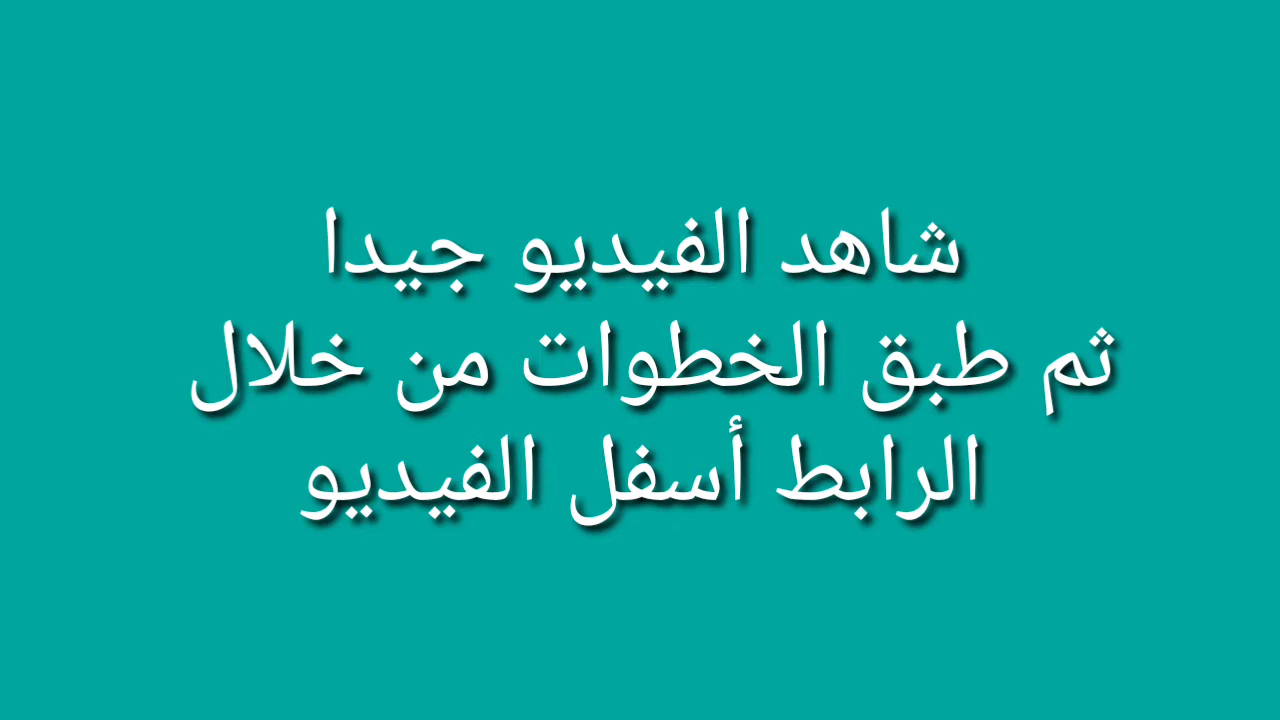 شاهد الفيديو جيدا
ثم طبق الخطوات من خلال
الرابط أسفل الفيديو